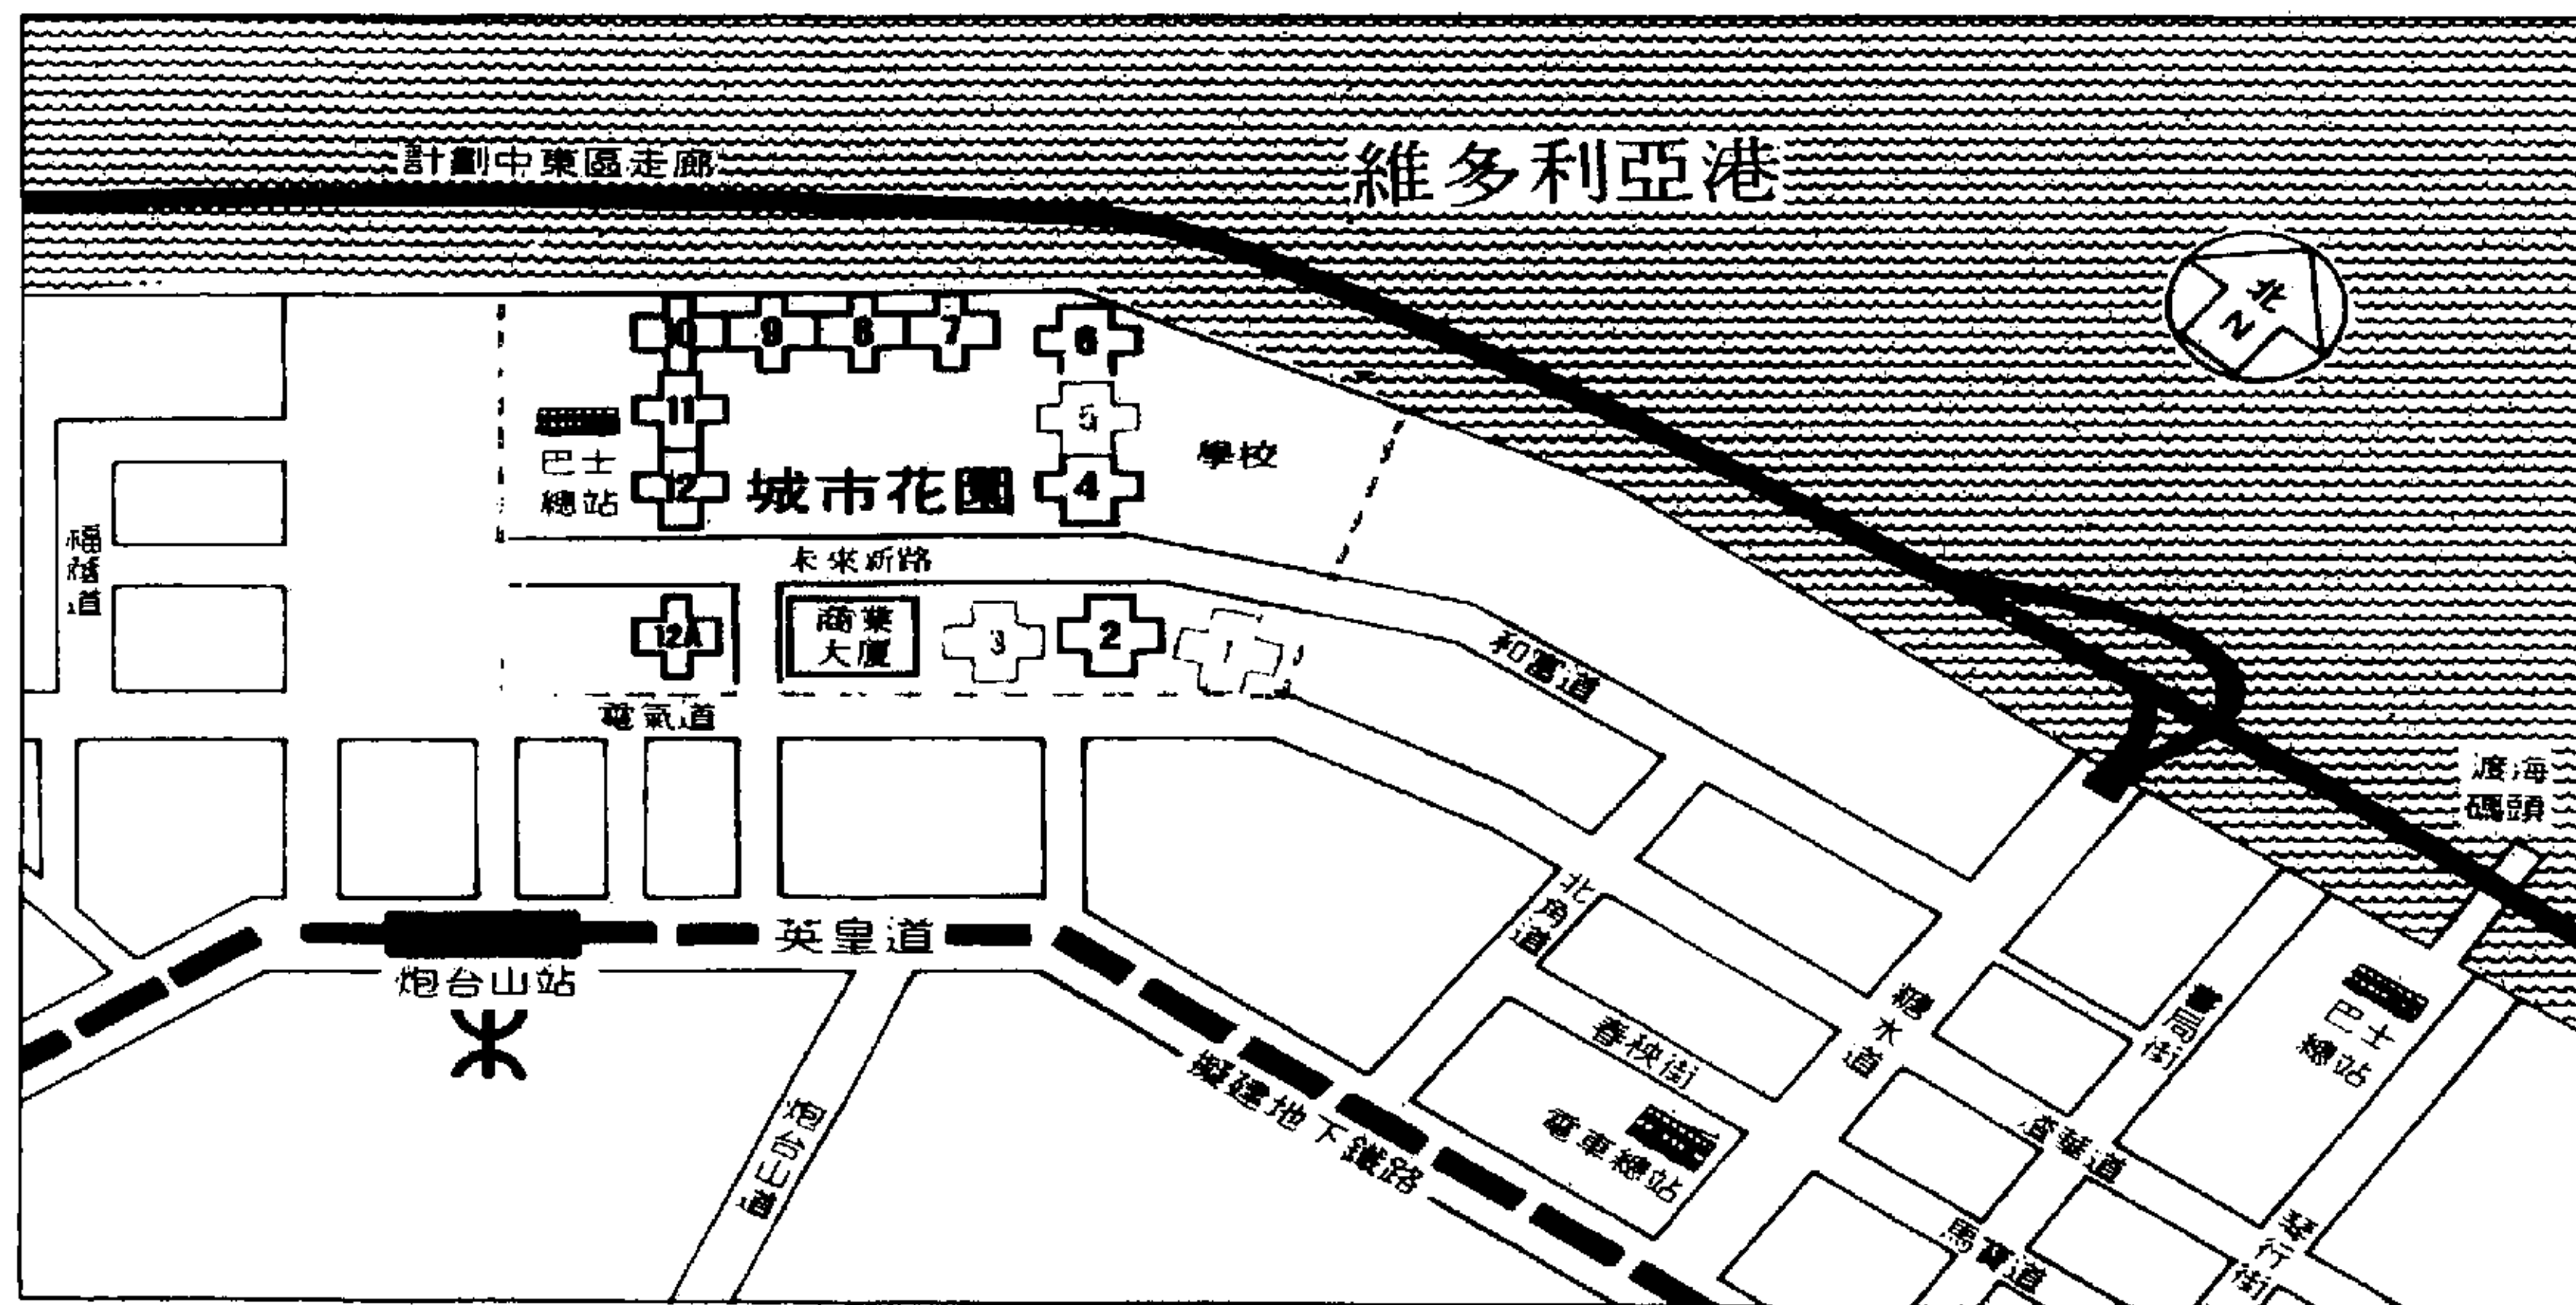 計劃中東區走廊
維多利亞港
北
N
10
9
8
7
6
11
5
巴士
總站
12
城市花園
4
學校
福蔭道
未來新路
12A
商業
大廈
3
2
1
和富道
電氣道
渡海
碼頭
英皇道
炮台山站
北角道
糖水道
書局街
巴士
總站
春秧街
擬建地下鐵路
電車總站
炮台山道
渣華道
馬寶道
琴行街